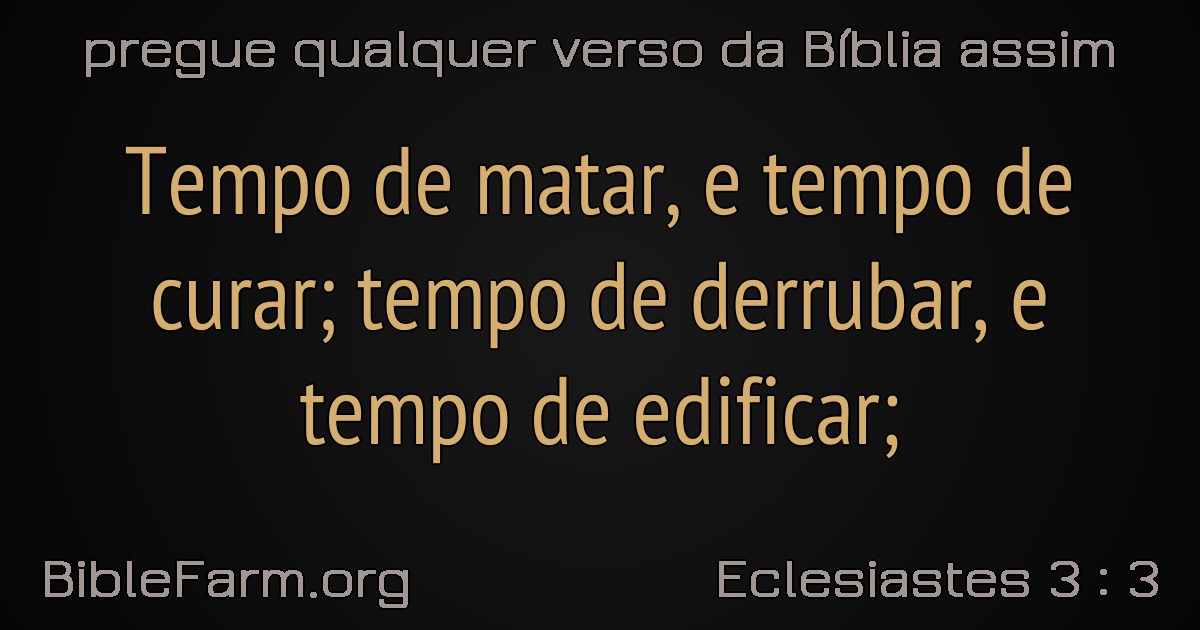 pregue qualquer verso da Bíblia assim
Tempo de matar, e tempo de
curar; tempo de derrubar, e
tempo de edificar;
BibleFarm.org
Eclesiastes 3 : 3